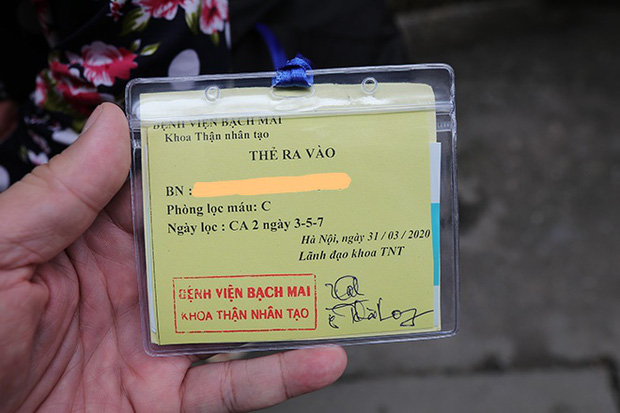 BỆNH VIỆN BẠCH MAI
Khoa Thận nhân tạo
THẺ RA VÀO
BN :
Phòng lọc máu: C
Ngày lọc : CA 2 ngày 3-5-7
Hà Nội, ngày 31 / 03 / 2020
Lãnh đạo khoa TNT
BỆNH VIỆN BẠCH MAI
KHOA THẬN NHÂN TẠO